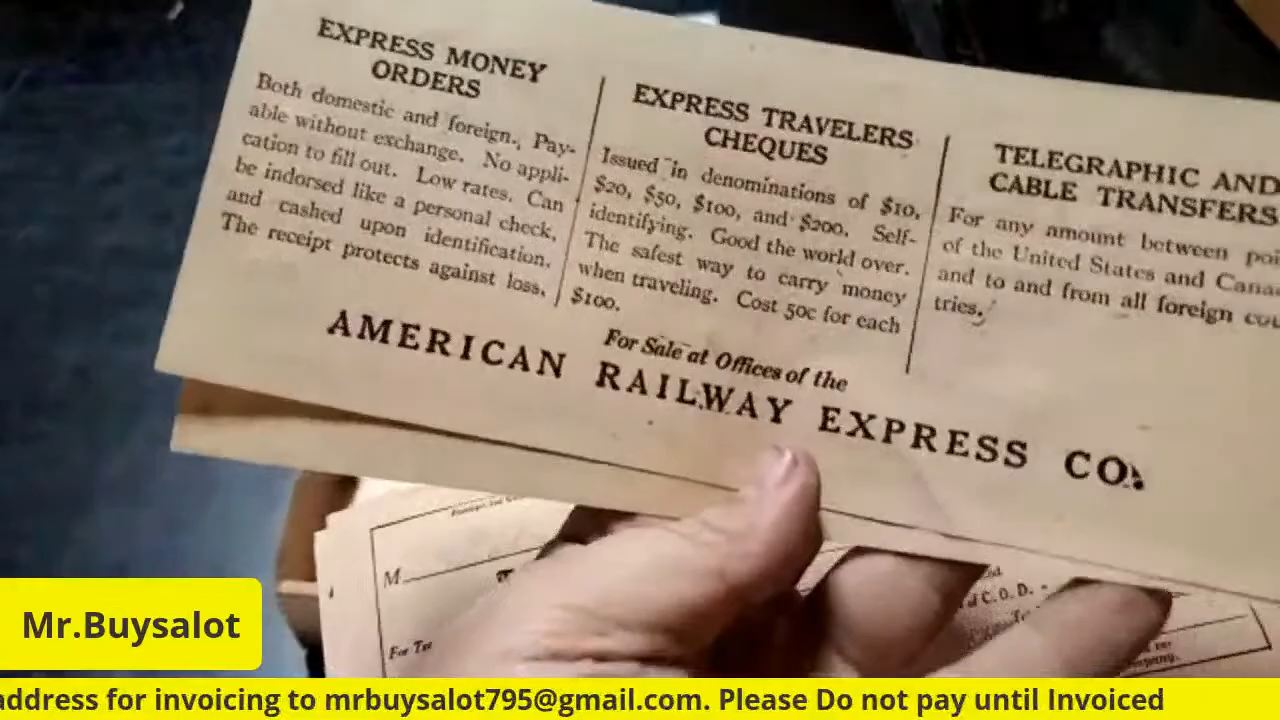 EXPRESS MONEY
ORDERS
Both domestic and foreign. Pay-
able without exchange. No appli-
cation to fill out. Low rates. Can
be indorsed like a personal check,
and cashed upon identification.
The receipt protects against loss.
EXPRESS TRAVELERS
CHEQUES
Issued in denominations of $10,
$20, $50, $100, and $200. Self-
identifying. Good the world over.
The safest way to carry money
when traveling. Cost 50c for each
$100.
TELEGRAPHIC AND
CABLE TRANSFERS
For any amount between poi
of the United States and Cana
and to and from all foreign cou
tries.
For Sale at Offices of the
AMERICAN RAILWAY EXPRESS CO.
M
For
C.O.D.
Mr.Buysalot
address for invoicing to mrbuysalot795@gmail.com. Please Do not pay until Invoiced